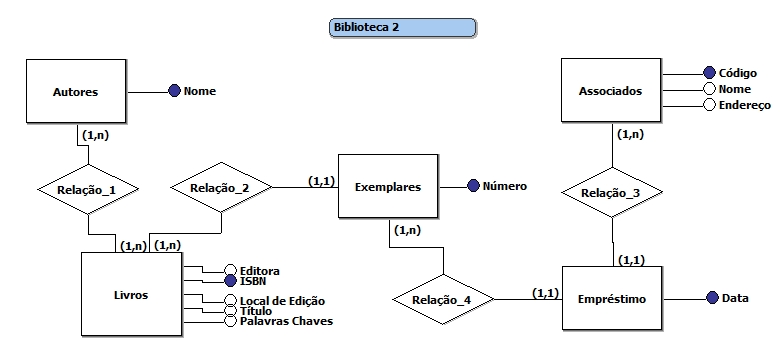 Biblioteca 2
Autores
Nome
(1,n)
Relação_1
(1,n)
Relação_2
(1,n)
(1,1)
Exemplares
Número
(1,n)
Associados
Código
Nome
Endereço
(1,n)
Relação_3
(1,1)
Livros
Editora
ISBN
Local de Edição
Título
Palavras Chaves
Relação_4
(1,1)
Empréstimo
Data